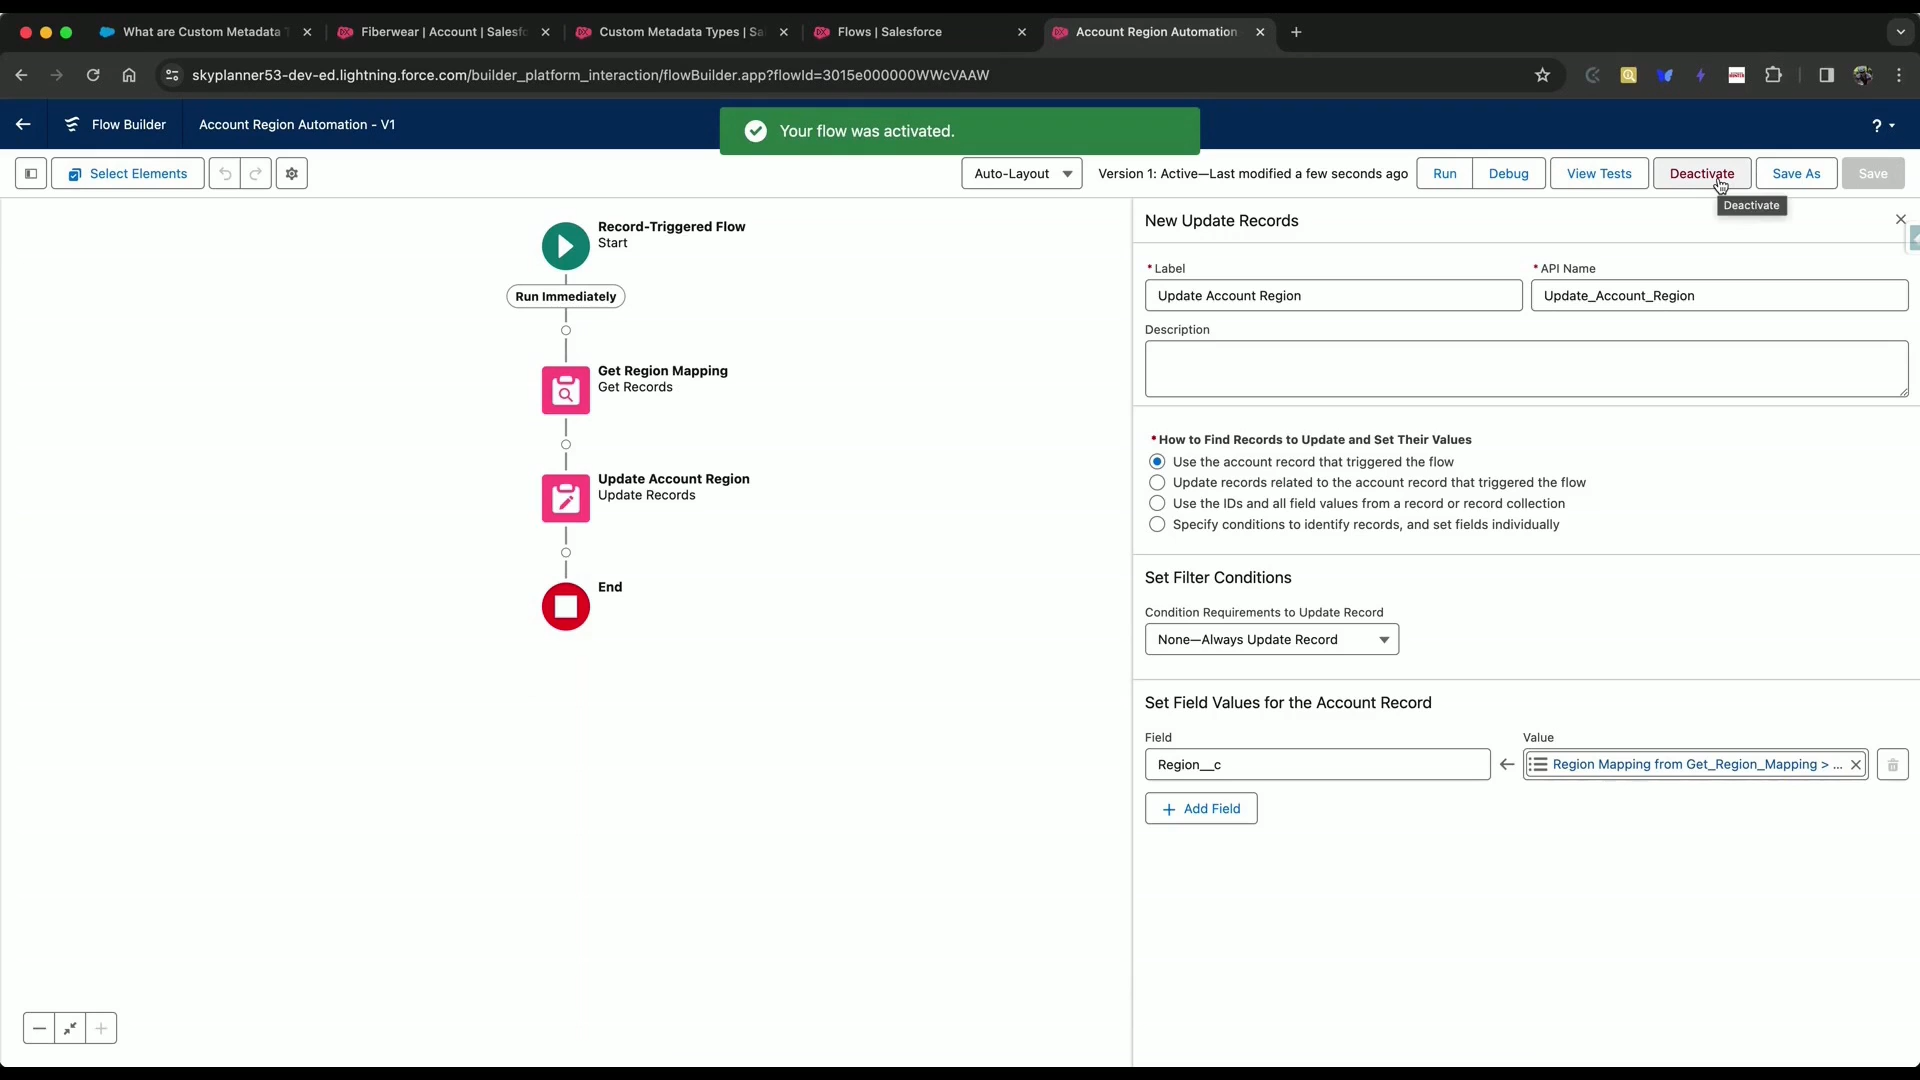 What are Custom Metadata
Fiberwear | Account | Salesfo
Custom Metadata Types | Sa
Flows | Salesforce
Account Region Automation
skyplanner53-dev-ed.lightning.force.com/builder_platform_interaction/flowBuilder.app?flowId=3015e000000WWcVAAW
Flow Builder
Account Region Automation - V1
Your flow was activated.
?
Select Elements
Auto-Layout
Version 1: Active—Last modified a few seconds ago
Run
Debug
View Tests
Deactivate
Save As
Save
Deactivate
Record-Triggered Flow
Start
Run Immediately
Get Region Mapping
Get Records
Update Account Region
Update Records
End
New Update Records
* Label
* API Name
Update Account Region
Update_Account_Region
Description
* How to Find Records to Update and Set Their Values
Use the account record that triggered the flow
Update records related to the account record that triggered the flow
Use the IDs and all field values from a record or record collection
Specify conditions to identify records, and set fields individually
Set Filter Conditions
Condition Requirements to Update Record
None—Always Update Record
Set Field Values for the Account Record
Field
Value
Region__c
Region Mapping from Get_Region_Mapping > ...
Add Field